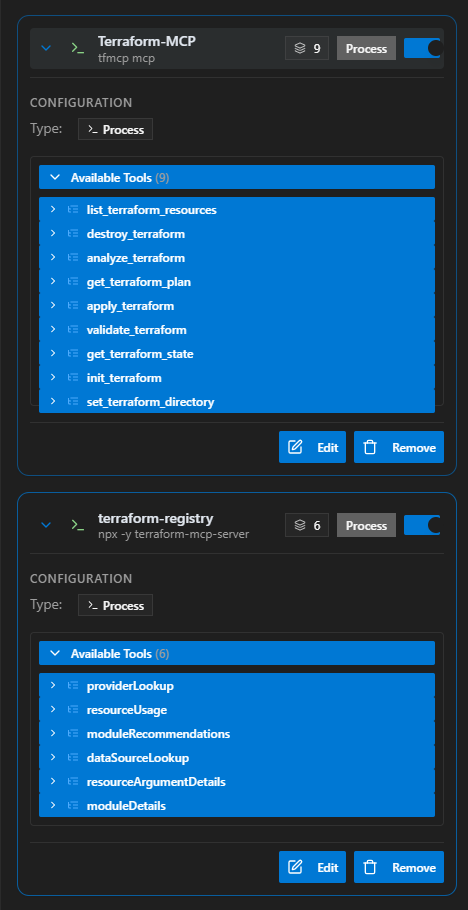 Terraform-MCP
tfmcp mcp
9
Process
CONFIGURATION
Type:
Process
Available Tools (9)
list_terraform_resources
destroy_terraform
analyze_terraform
get_terraform_plan
apply_terraform
validate_terraform
get_terraform_state
init_terraform
set_terraform_directory
Edit
Remove
terraform-registry
npx -y terraform-mcp-server
6
Process
CONFIGURATION
Type:
Process
Available Tools (6)
providerLookup
resourceUsage
moduleRecommendations
dataSourceLookup
resourceArgumentDetails
moduleDetails
Edit
Remove